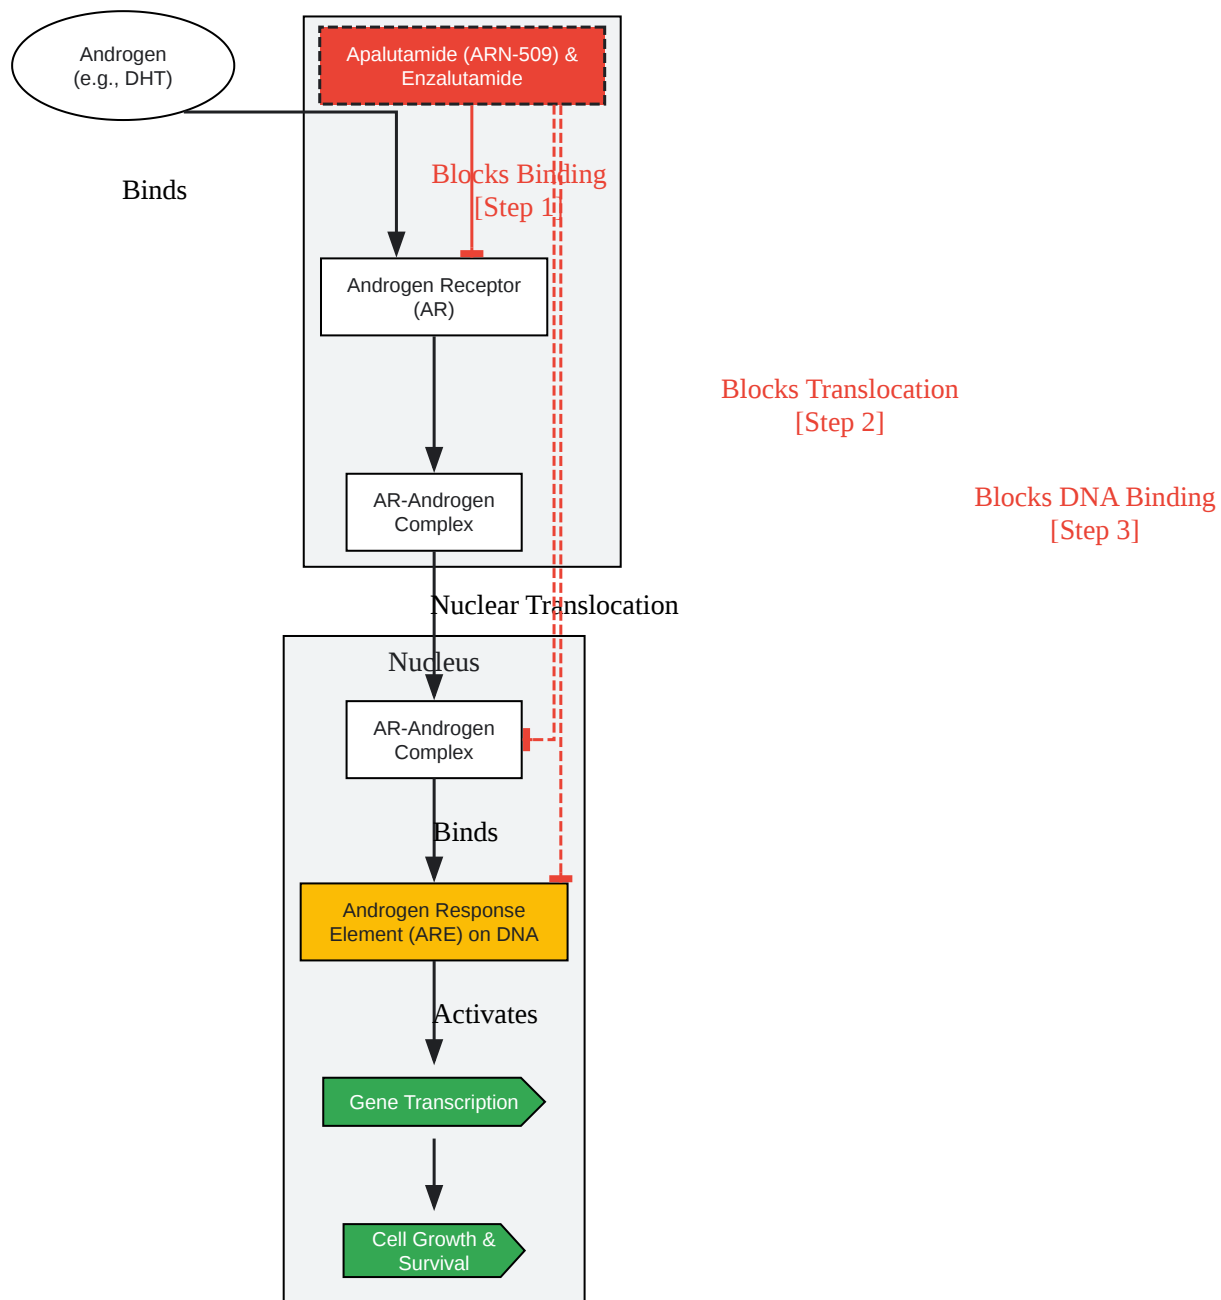 Androgen
(e.g., DHT)
Apalutamide (ARN-509) &
Enzalutamide
Binds
Blocks Binding
[Step 1]
Androgen Receptor
(AR)
Blocks Translocation
[Step 2]
AR-Androgen
Complex
Blocks DNA Binding
[Step 3]
Nuclear Translocation
Nucleus
AR-Androgen
Complex
Binds
Androgen Response
Element (ARE) on DNA
Activates
Gene Transcription
Cell Growth &
Survival